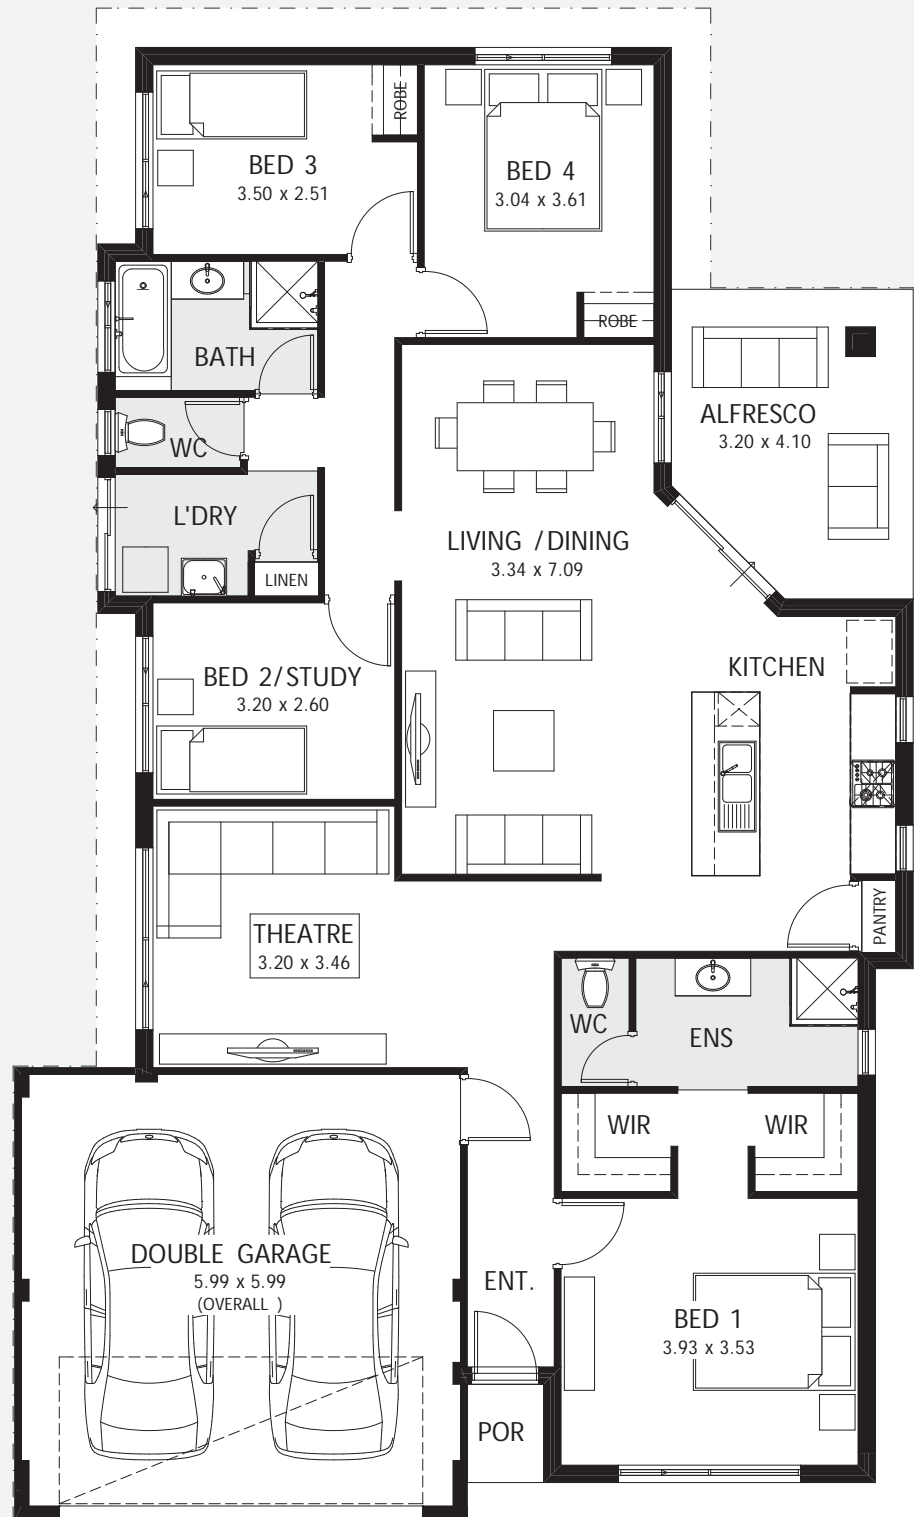 BED 3
3.50 x 2.51
ROBE
BED 4
3.04 x 3.61
ROBE
BATH
WC
L'DRY
LINEN
ALFRESCO
3.20 x 4.10
LIVING /DINING
3.34 x 7.09
KITCHEN
BED 2/STUDY
3.20 x 2.60
PANTRY
THEATRE
3.20 x 3.46
WC
ENS
WIR
WIR
DOUBLE GARAGE
5.99 x 5.99
(OVERALL )
ENT.
BED 1
3.93 x 3.53
POR